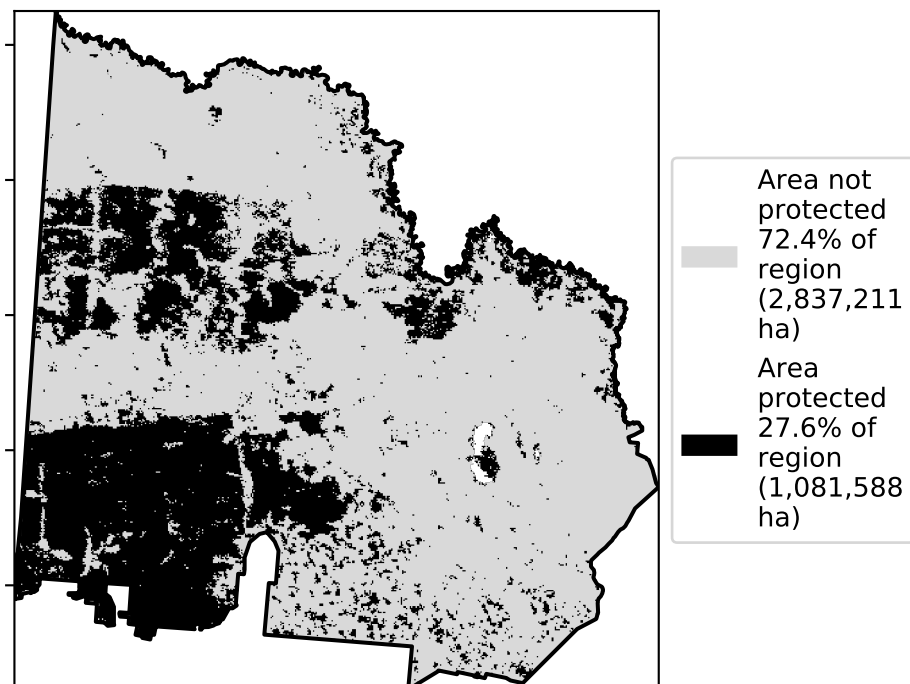 Area not
protected
72.4% of
region
(2,837,211
ha)
Area
protected
27.6% of
region
(1,081,588
ha)